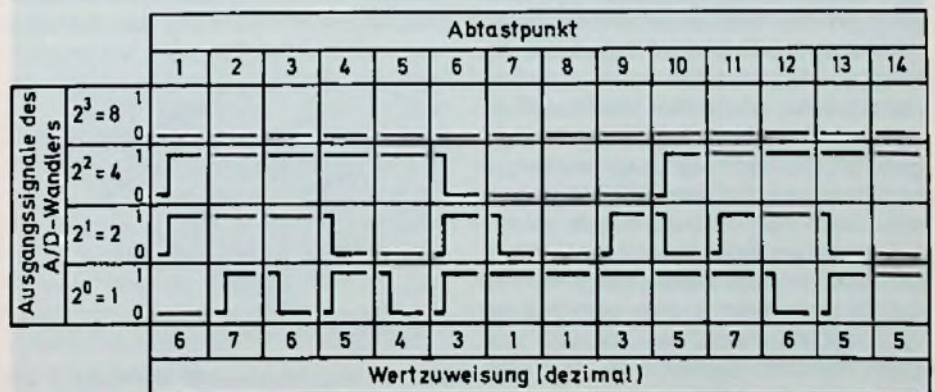 Abtastpunkt
1 2 3 4 5 6 7 8 9 10 11 12 13 14
Ausgangssignale des
A/D-Wandlers
2³ = 8 1
0
2² = 4 1
0
2¹ = 2 1
0
2⁰ = 1 1
0
6 7 6 5 4 3 1 1 3 5 7 6 5 5
Wertzuweisung (dezimal)